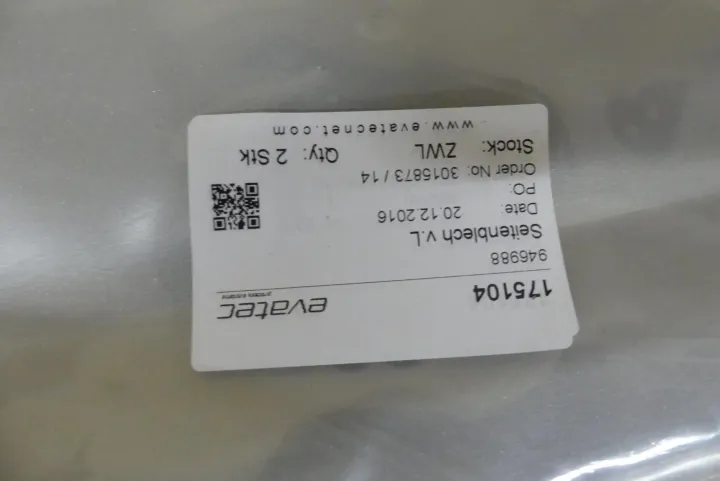 175104
evatec
946988
Seitenblech v.L
Date: 20.12.2016
PO:
Order No: 3015873 / 14
Stock: ZWL Qty: 2 Stk
www.evatecnet.com